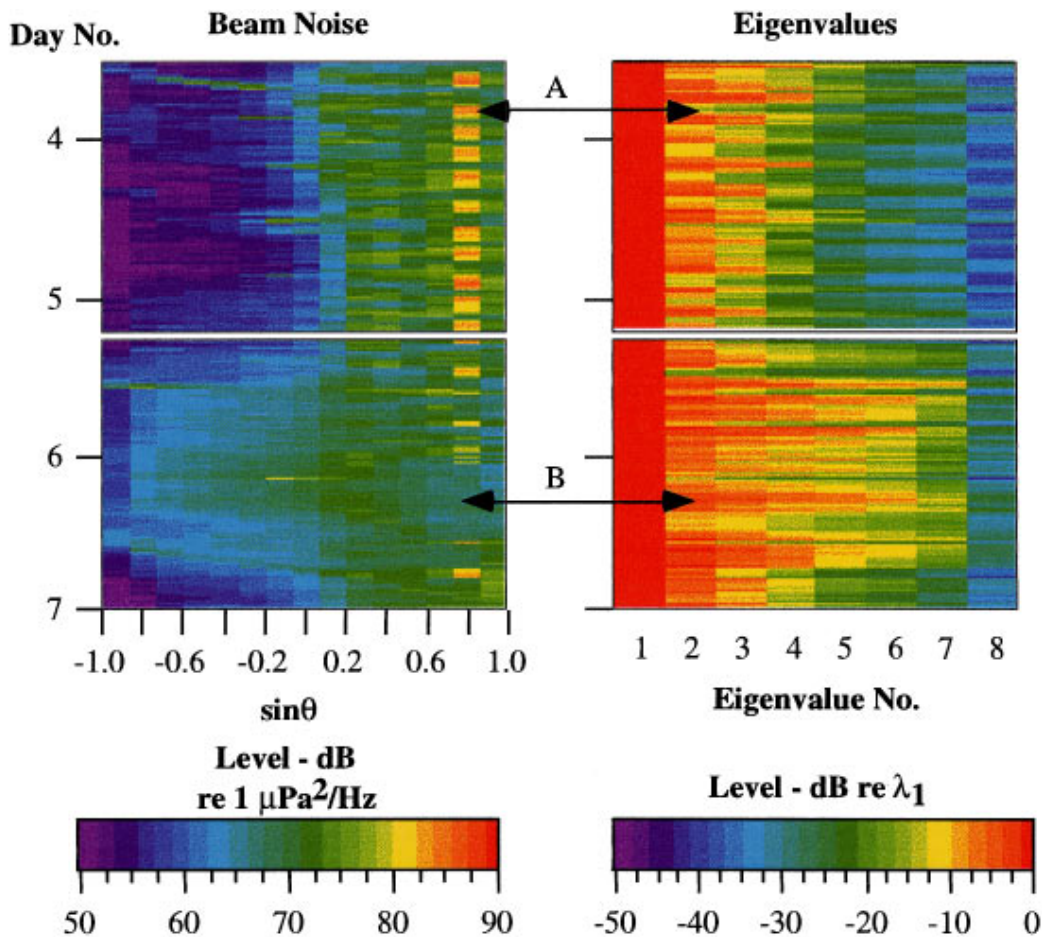 Day No.
Beam Noise
Eigenvalues
A
4
5
6
B
7
-1.0 -0.6 -0.2 0.2 0.6 1.0
1 2 3 4 5 6 7 8
sinθ
Eigenvalue No.
Level - dB
re 1 μPa²/Hz
Level - dB re λ1
50 60 70 80 90
-50 -40 -30 -20 -10 0